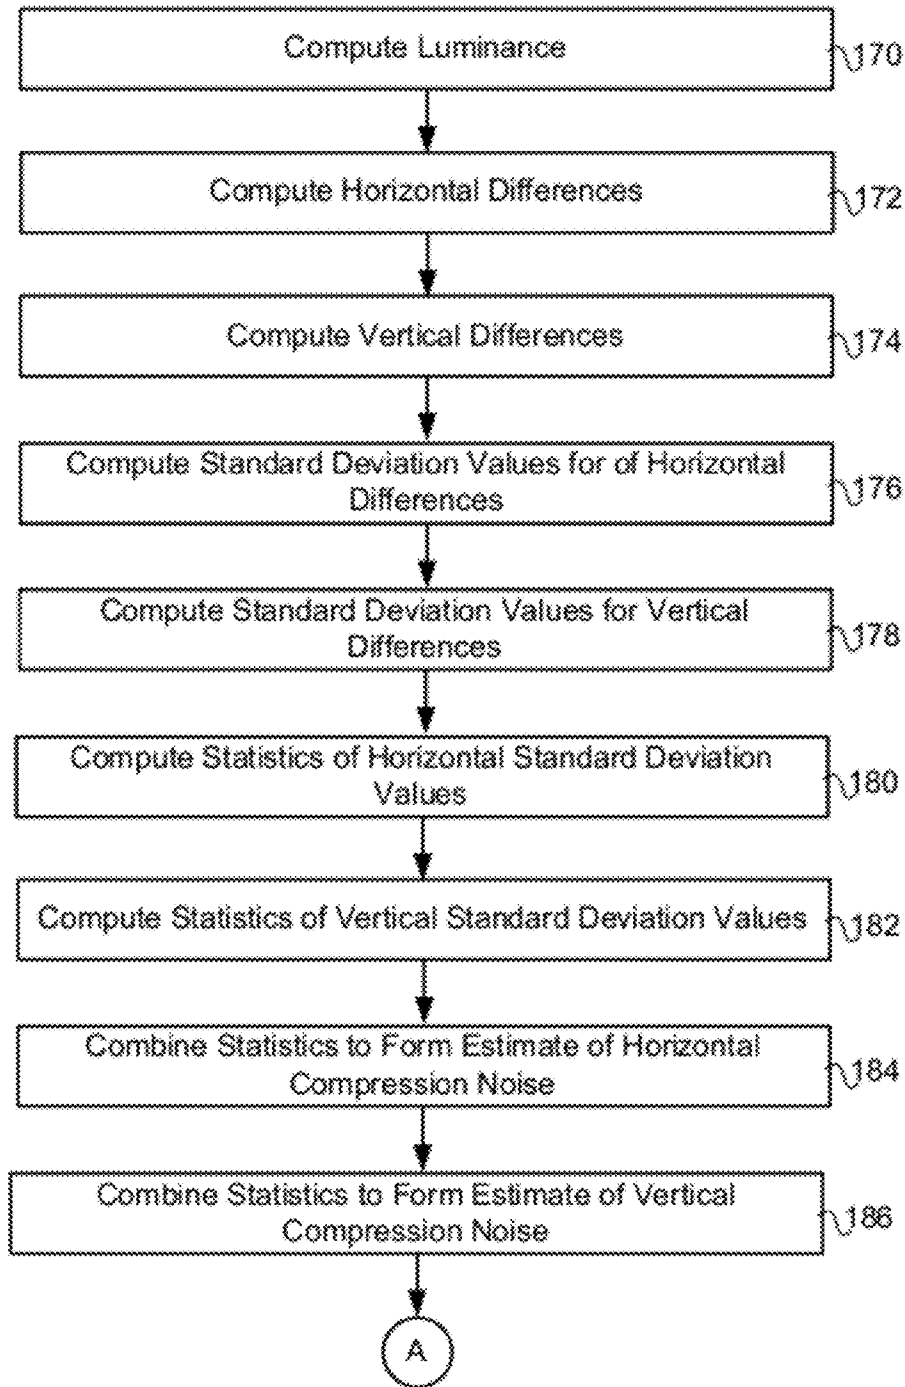 Compute Luminance
170
Compute Horizontal Differences
172
Compute Vertical Differences
174
Compute Standard Deviation Values for of Horizontal
Differences
176
Compute Standard Deviation Values for Vertical
Differences
178
Compute Statistics of Horizontal Standard Deviation
Values
180
Compute Statistics of Vertical Standard Deviation Values
182
Combine Statistics to Form Estimate of Horizontal
Compression Noise
184
Combine Statistics to Form Estimate of Vertical
Compression Noise
186
A